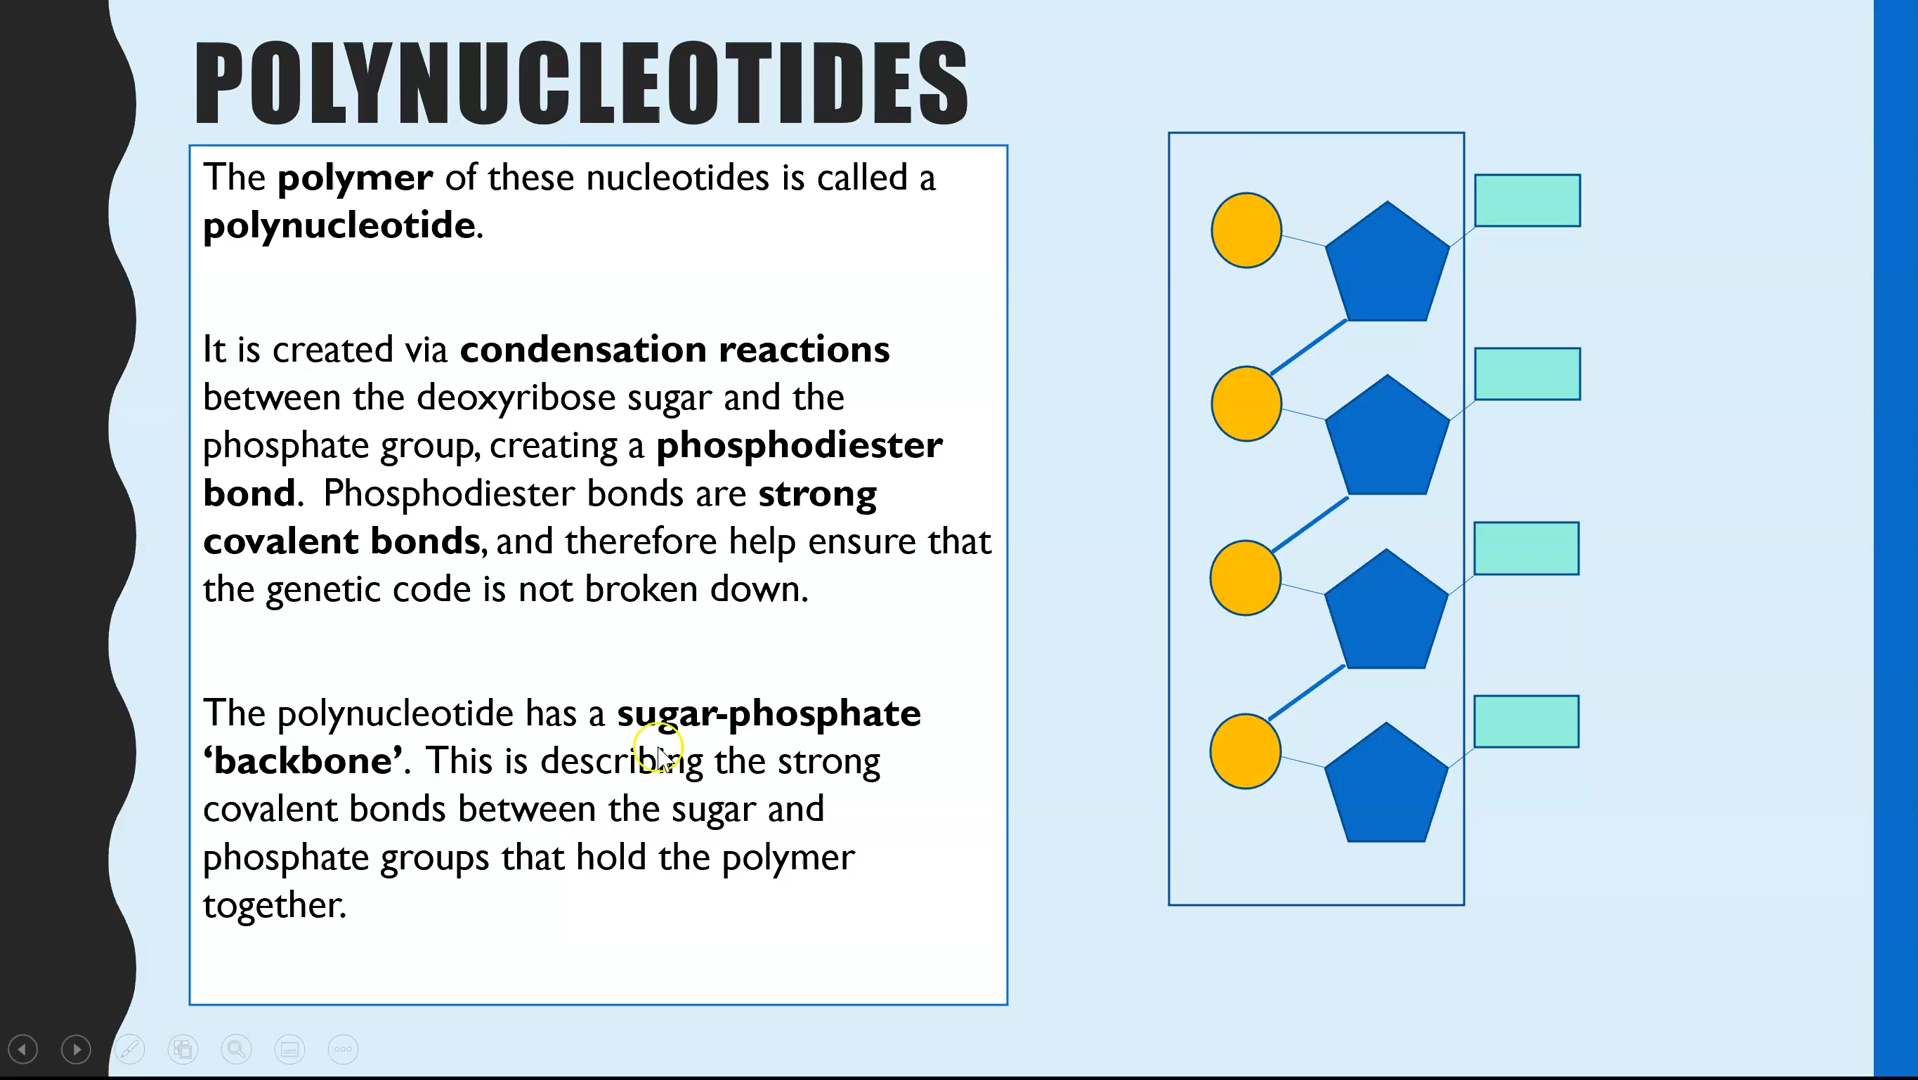 POLYNUCLEOTIDES
The polymer of these nucleotides is called a
polynucleotide.
It is created via condensation reactions
between the deoxyribose sugar and the
phosphate group, creating a phosphodiester
bond. Phosphodiester bonds are strong
covalent bonds, and therefore help ensure that
the genetic code is not broken down.
The polynucleotide has a sugar-phosphate
‘backbone’. This is describing the strong
covalent bonds between the sugar and
phosphate groups that hold the polymer
together.